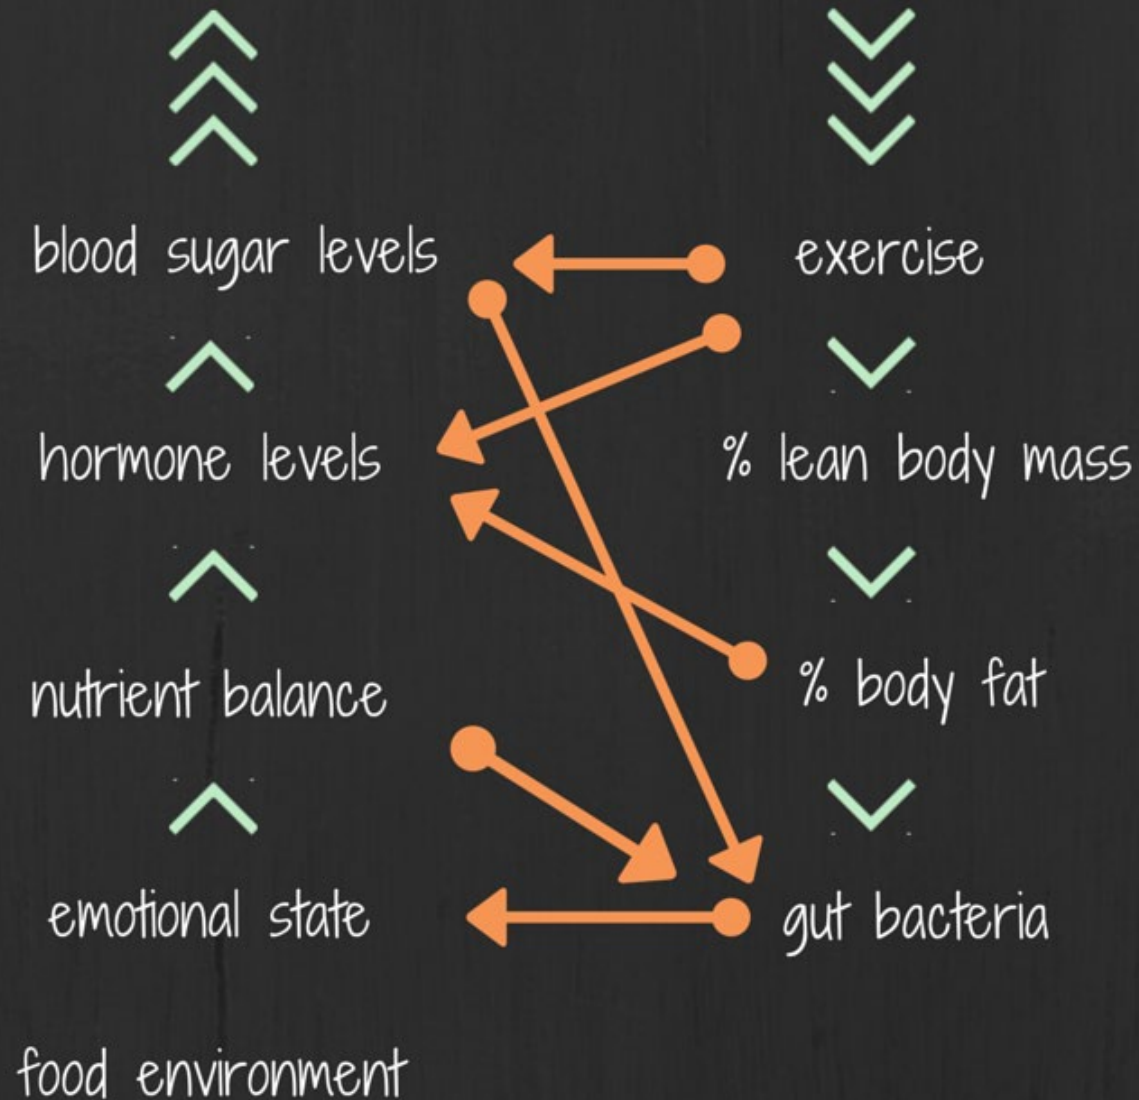 blood sugar levels
exercise
hormone levels
% lean body mass
nutrient balance
% body fat
emotional state
gut bacteria
food environment